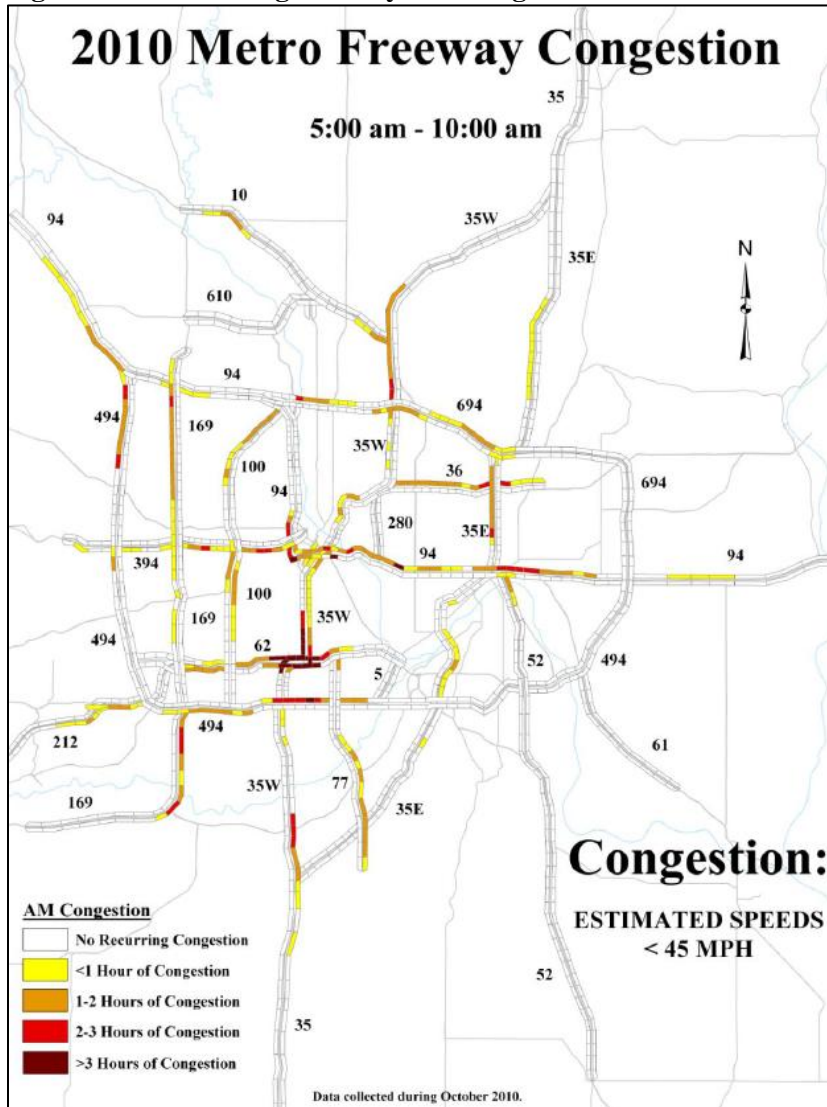 2010 Metro Freeway Congestion
35
5:00 am - 10:00 am
10
94
35W
N
35E
610
94
694
494
169
35W
100
36
94
694
280
35E
94
94
394
100
35W
169
62
494
52
494
5
212
494
61
35W
77
169
35E
Congestion:
ESTIMATED SPEEDS
< 45 MPH
AM Congestion
No Recurring Congestion
<1 Hour of Congestion
1-2 Hours of Congestion
2-3 Hours of Congestion
>3 Hours of Congestion
52
35
Data collected during October 2010.